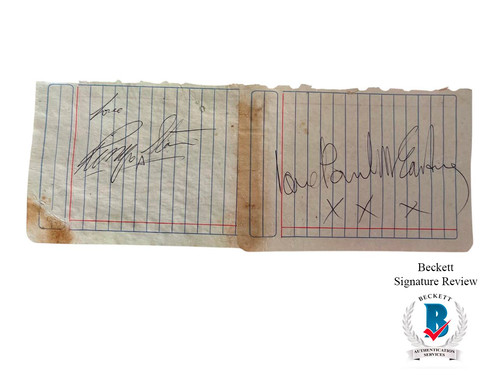 love
Ringo Starr
love Paul McCartney
X X X
Beckett
Signature Review
BECKETT
B
AUTHENTICATION
SERVICES